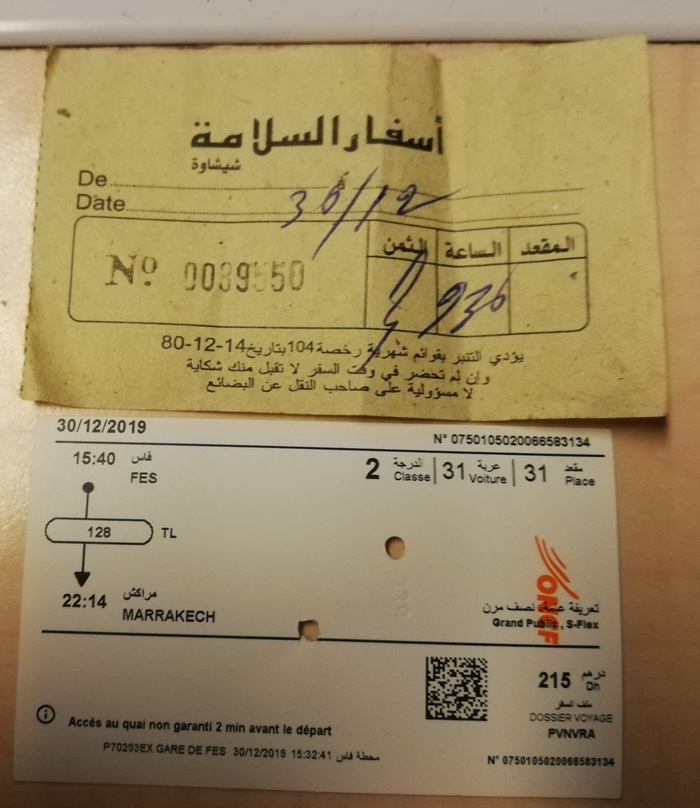 أسفار السلامة
شيشاوة
De
Date 30/12
الثمن الساعة المقعد
Nº 0039550
930
يؤدي التنبر بقوائم شهرية رخصة 104 بتاريخ 14-12-80
وإن لم تحضر في وقت السفر لا تقبل منك شكاية
لا مسؤولية على صاحب النقل عن البضائع
30/12/2019
N° 0750105020066583134
15:40 فاس
FES
2 الدرجة Classe 31 عربة Voiture 31 مقعد Place
128 TL
22:14 مراكش
MARRAKECH
ONCF
تعريفة عامة، نصف مرن
Grand Public , S-Flex
215 درهم Dh
ملف السفر
DOSSIER VOYAGE
PVNVRA
Accés au quai non garanti 2 min avant le départ
P70293EX GARE DE FES 30/12/2019 15:32:41 محطة فاس
N° 0750105020066583134